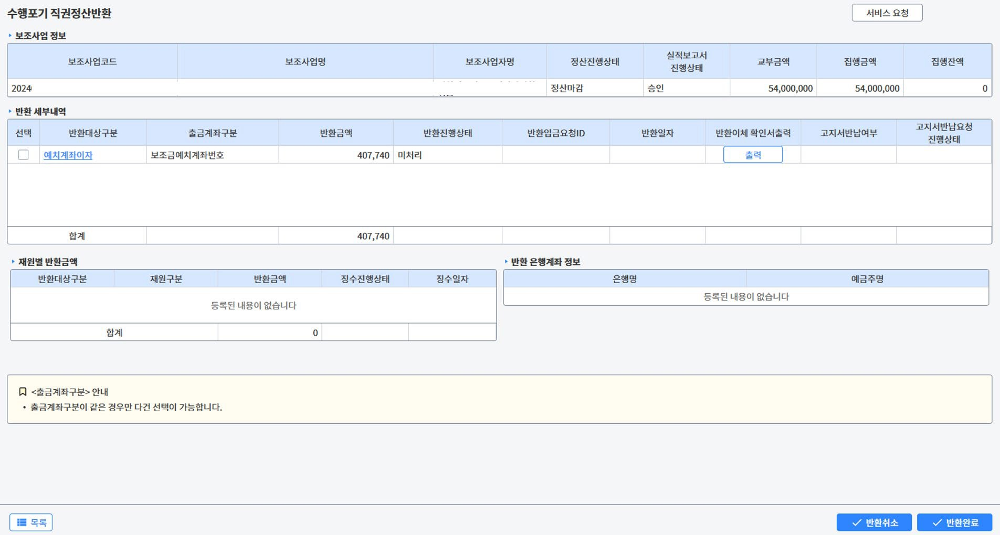 수행포기 직권정산반환
서비스 요청
보조사업 정보
보조사업코드 보조사업명 보조사업자명 정산진행상태 실적보고서 진행상태 교부금액 집행금액 집행잔액
2024 정산마감 승인 54,000,000 54,000,000 0
반환 세부내역
선택 반환대상구분 출금계좌구분 반환금액 반환진행상태 반환입금요청ID 반환일자 반환이체 확인서출력 고지서반납여부 고지서반납요청 진행상태
예치계좌이자 보조금예치계좌번호 407,740 미처리 출력
합계 407,740
재원별 반환금액
반환대상구분 재원구분 반환금액 징수진행상태 징수일자
등록된 내용이 없습니다
합계 0
반환 은행계좌 정보
은행명 예금주명
등록된 내용이 없습니다
<출금계좌구분> 안내
• 출금계좌구분이 같은 경우만 다건 선택이 가능합니다.
목록
반환취소
반환완료